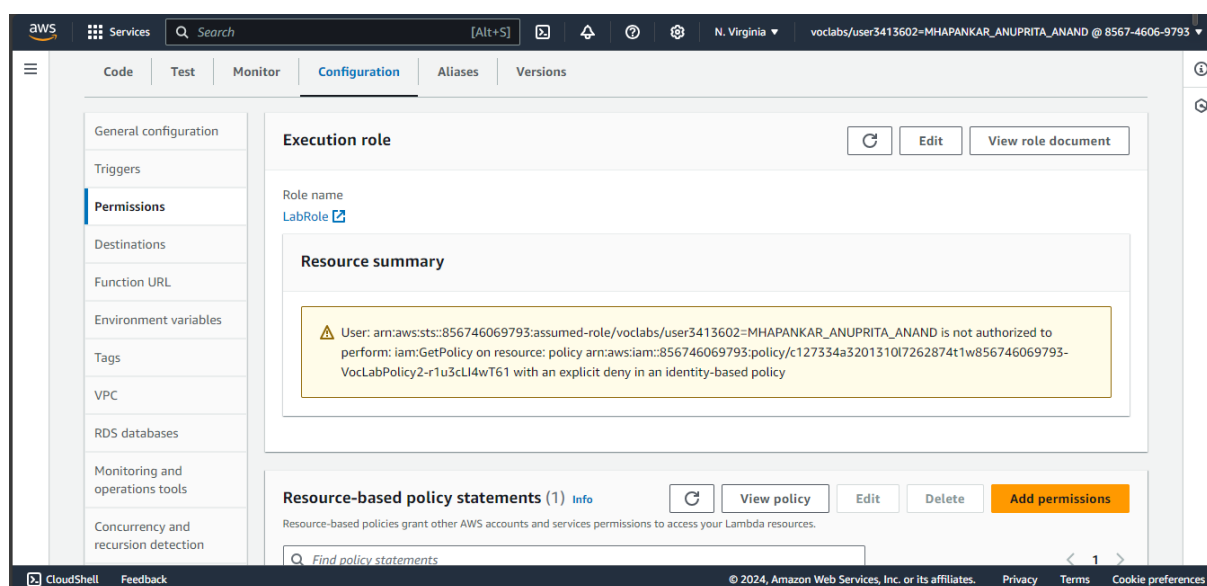 aws
Services
Search
[Alt+S]
N. Virginia
voclabs/user3413602=MHAPANKAR_ANUPRITA_ANAND @ 8567-4606-9793
Code
Test
Monitor
Configuration
Aliases
Versions
General configuration
Triggers
Permissions
Destinations
Function URL
Environment variables
Tags
VPC
RDS databases
Monitoring and
operations tools
Concurrency and
recursion detection
Execution role
Edit
View role document
Role name
LabRole
Resource summary
User: arn:aws:sts::856746069793:assumed-role/voclabs/user3413602=MHAPANKAR_ANUPRITA_ANAND is not authorized to
perform: iam:GetPolicy on resource: policy arn:aws:iam::856746069793:policy/c127334a3201310l7262874t1w856746069793-
VocLabPolicy2-r1u3cLI4wT61 with an explicit deny in an identity-based policy
Resource-based policy statements (1) Info
View policy
Edit
Delete
Add permissions
Resource-based policies grant other AWS accounts and services permissions to access your Lambda resources.
Find policy statements
1
CloudShell
Feedback
© 2024, Amazon Web Services, Inc. or its affiliates.
Privacy
Terms
Cookie preferences